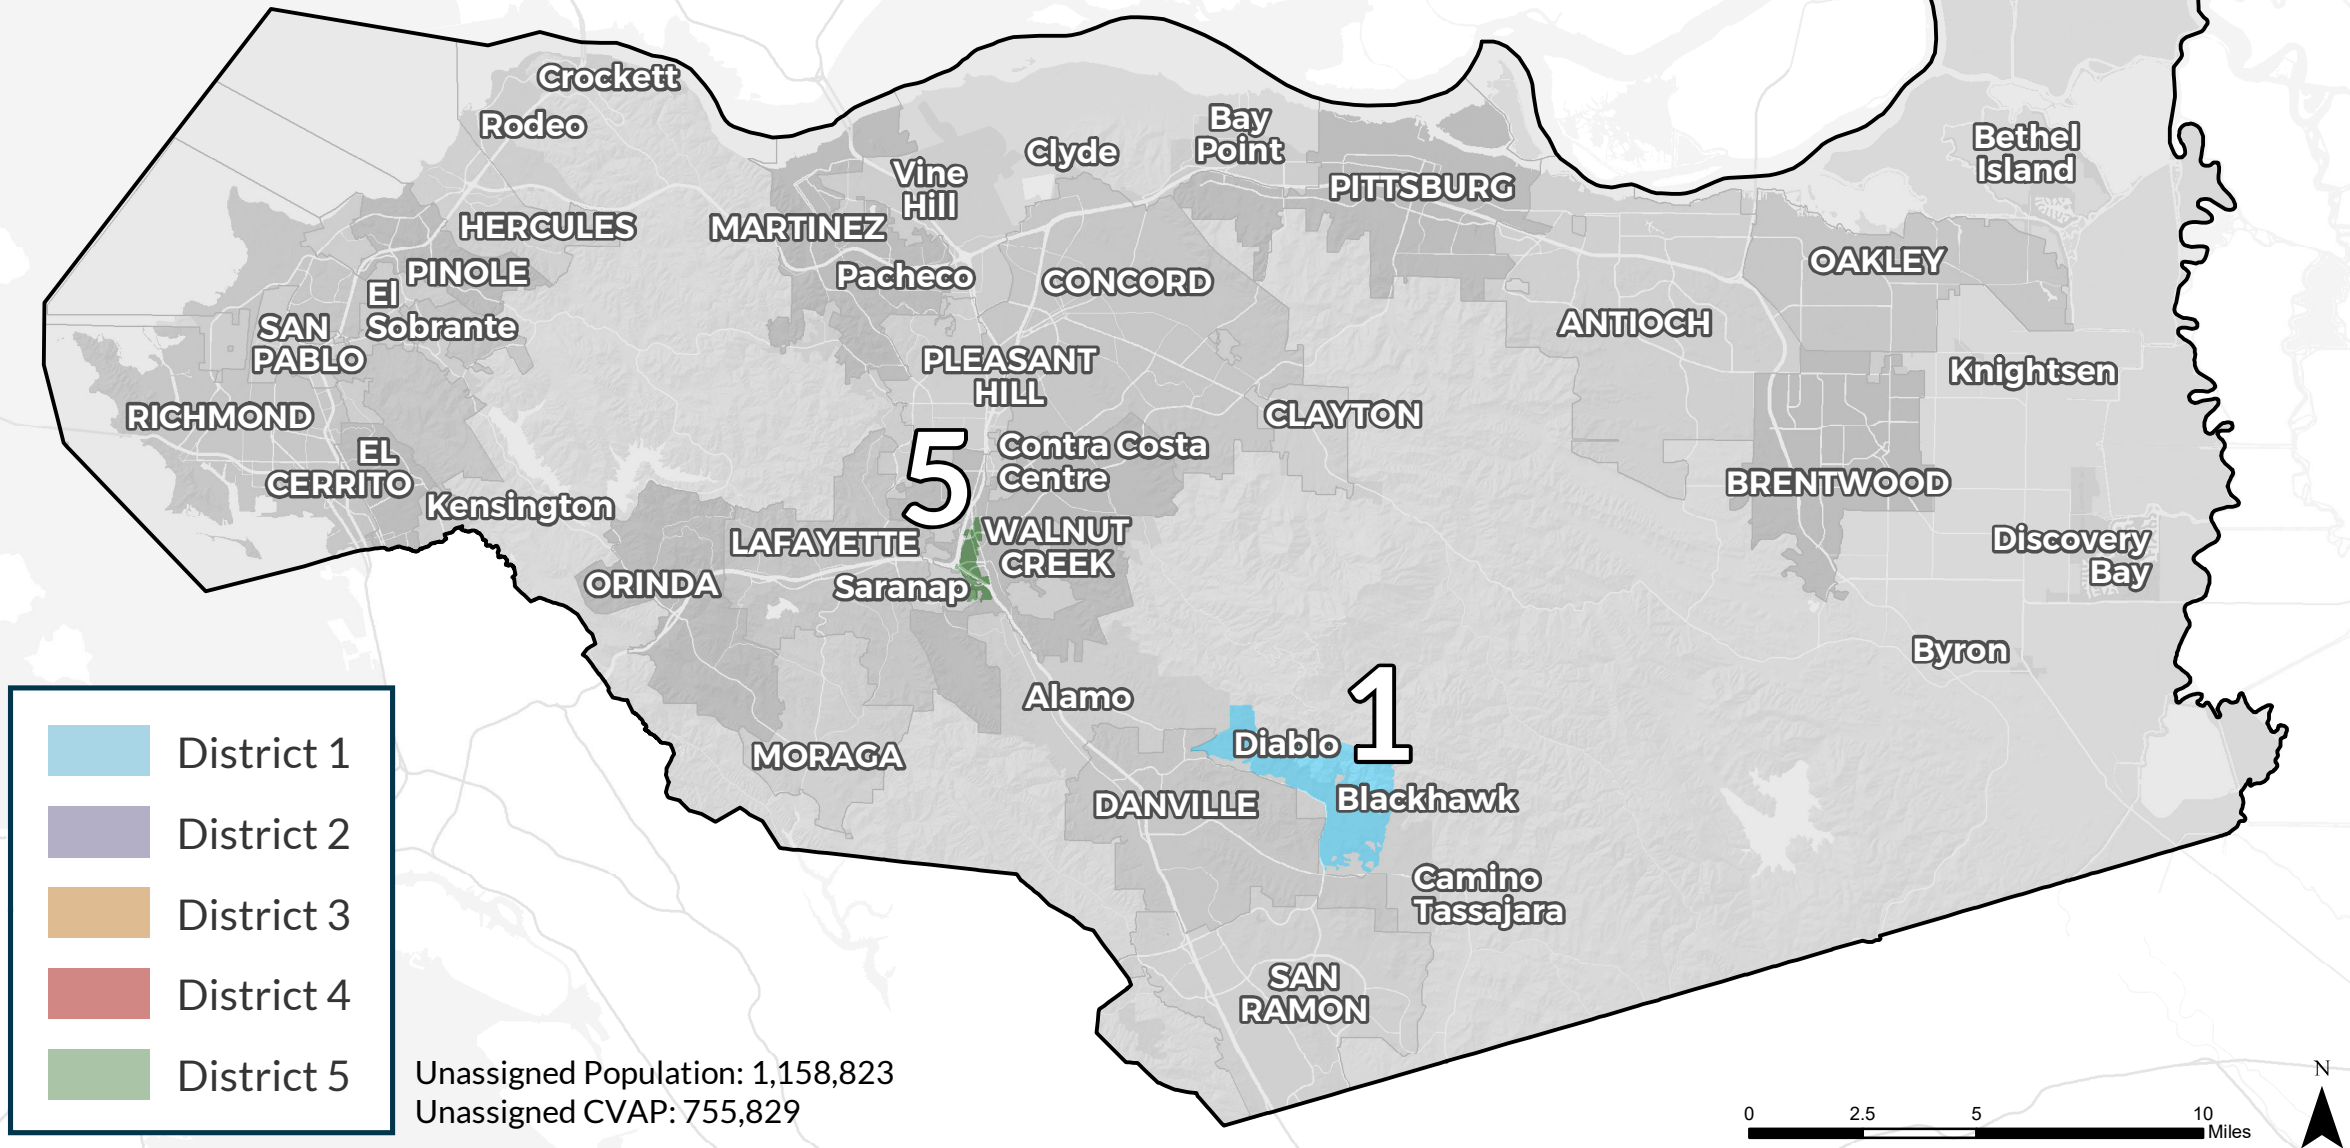 Crockett
Rodeo
HERCULES
PINOLE
El
Sobrante
SAN
PABLO
RICHMOND
EL
CERRITO
Kensington
MARTINEZ
Vine
Hill
Pacheco
Clyde
Bay
Point
PITTSBURG
CONCORD
PLEASANT
HILL
CLAYTON
Contra Costa
Centre
5
WALNUT
CREEK
LAFAYETTE
Saranap
ORINDA
MORAGA
Alamo
1
Diablo
Blackhawk
DANVILLE
Camino
Tassajara
SAN
RAMON
ANTIOCH
OAKLEY
Bethel
Island
Knightsen
BRENTWOOD
Discovery
Bay
Byron
District 1
District 2
District 3
District 4
District 5
Unassigned Population: 1,158,823
Unassigned CVAP: 755,829
0 2.5 5 10
Miles
N